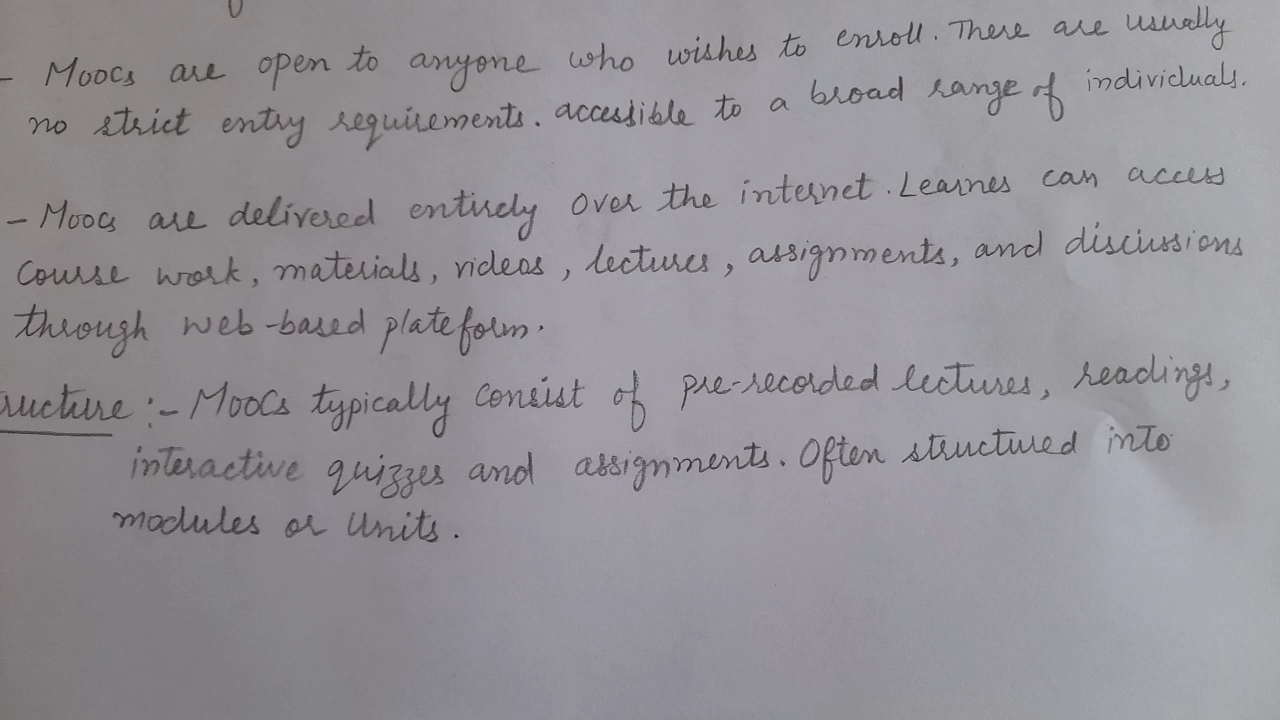 - Moocs are open to anyone who wishes to enroll. There are usually
no strict entry requirements. accessible to a broad range of individuals.
- Moocs are delivered entirely over the internet. Learnes can access
course work, materials, videos, lectures, assignments, and discussions
through web-based plateform.
ructure :- MOOCs typically consist of pre-recorded lectures, readings,
interactive quizzes and assignments. Often structured into
modules or Units.